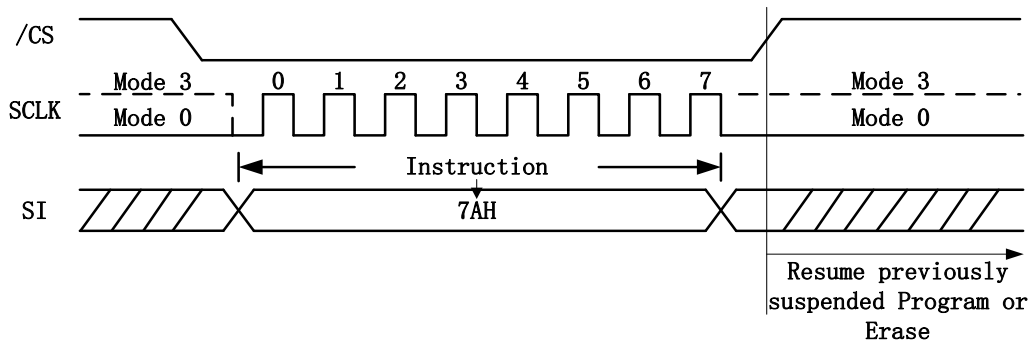 /CS
Mode 3 0 1 2 3 4 5 6 7 Mode 3
SCLK
Mode 0 Mode 0
Instruction
SI
7AH
Resume previously
suspended Program or
Erase